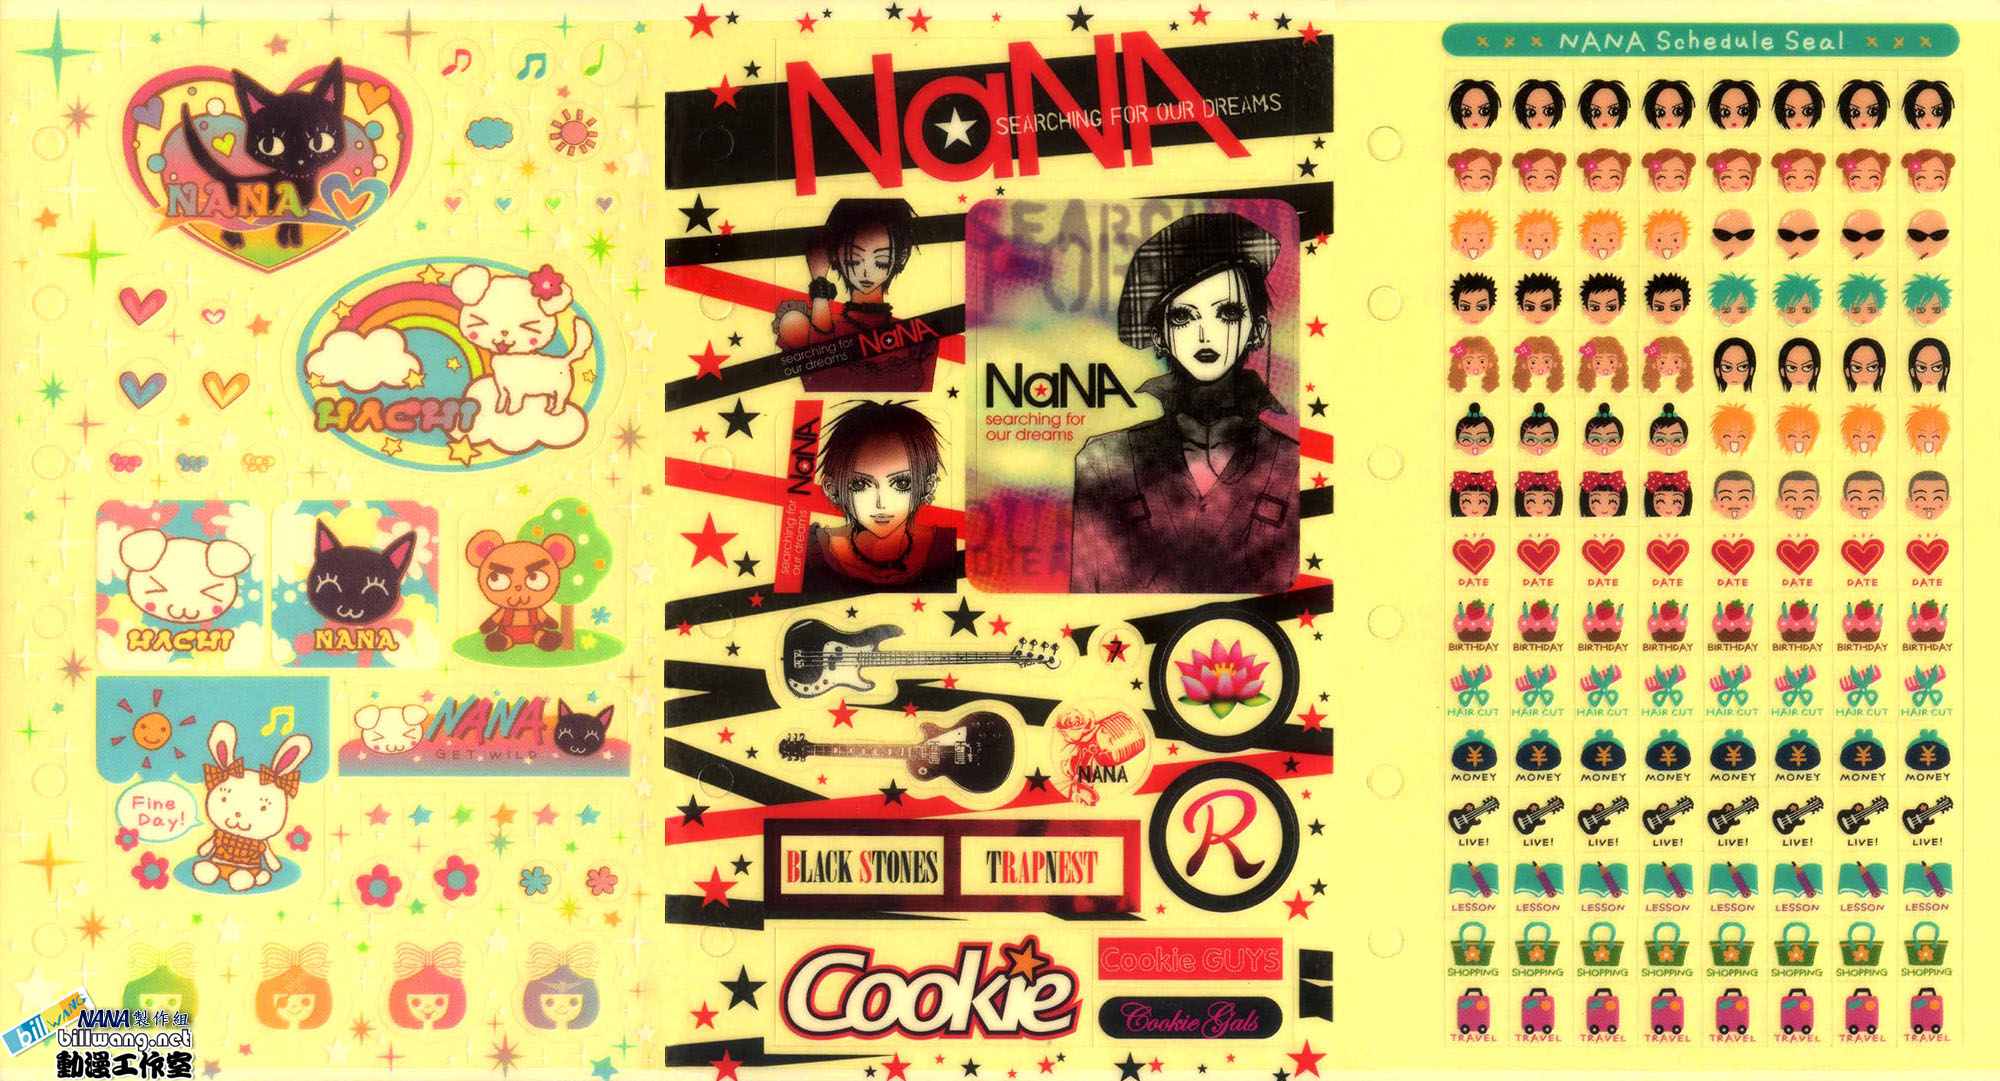 NANA
HACHI
HACHI
NANA
NANA
GET WILD
Fine
Day!
NANA製作組
billwang.net
動漫工作室
bill WANG
NaNA
SEARCHING FOR OUR DREAMS
searching for
our dreams
NaNA
NaNA
searching for
our dreams
SEARCHING
FOR
OUR
DREAM
NaNA
searching for
our dreams
7
NANA
R
BLACK STONES
TRAPNEST
Cookie
Cookie GUYS
Cookie Gals
× × × NANA Schedule Seal × × ×
DATE DATE DATE DATE DATE DATE DATE DATE
BIRTHDAY BIRTHDAY BIRTHDAY BIRTHDAY BIRTHDAY BIRTHDAY BIRTHDAY BIRTHDAY
HAIR CUT HAIR CUT HAIR CUT HAIR CUT HAIR CUT HAIR CUT HAIR CUT HAIR CUT
¥ ¥ ¥ ¥ ¥ ¥ ¥ ¥
MONEY MONEY MONEY MONEY MONEY MONEY MONEY MONEY
LIVE! LIVE! LIVE! LIVE! LIVE! LIVE! LIVE! LIVE!
LESSON LESSON LESSON LESSON LESSON LESSON LESSON LESSON
SHOPPING SHOPPING SHOPPING SHOPPING SHOPPING SHOPPING SHOPPING SHOPPING
TRAVEL TRAVEL TRAVEL TRAVEL TRAVEL TRAVEL TRAVEL TRAVEL